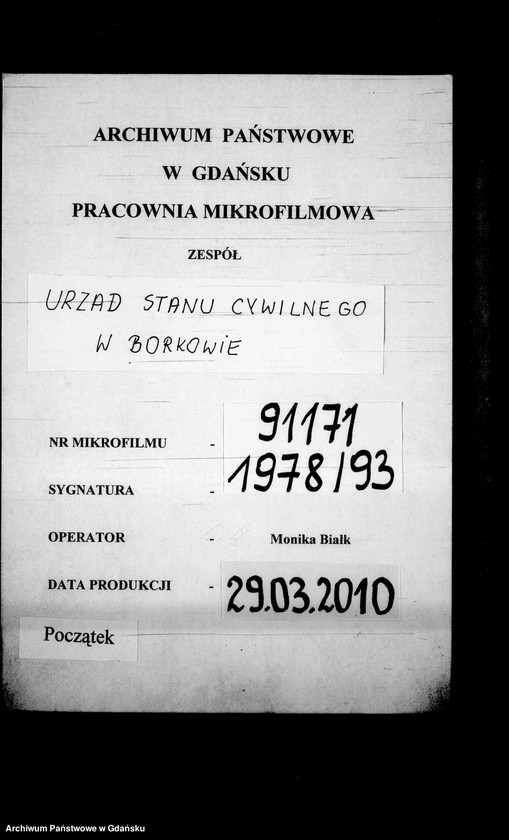 ARCHIWUM PAŃSTWOWE
W GDAŃSKU
PRACOWNIA MIKROFILMOWA
ZESPÓŁ
URZĄD STANU CYWILNEGO
W BORKOWIE
NR MIKROFILMU - 91171
SYGNATURA - 1978/93
OPERATOR - Monika Białk
DATA PRODUKCJI - 29.03.2010
Początek
Archiwum Państwowe w Gdańsku